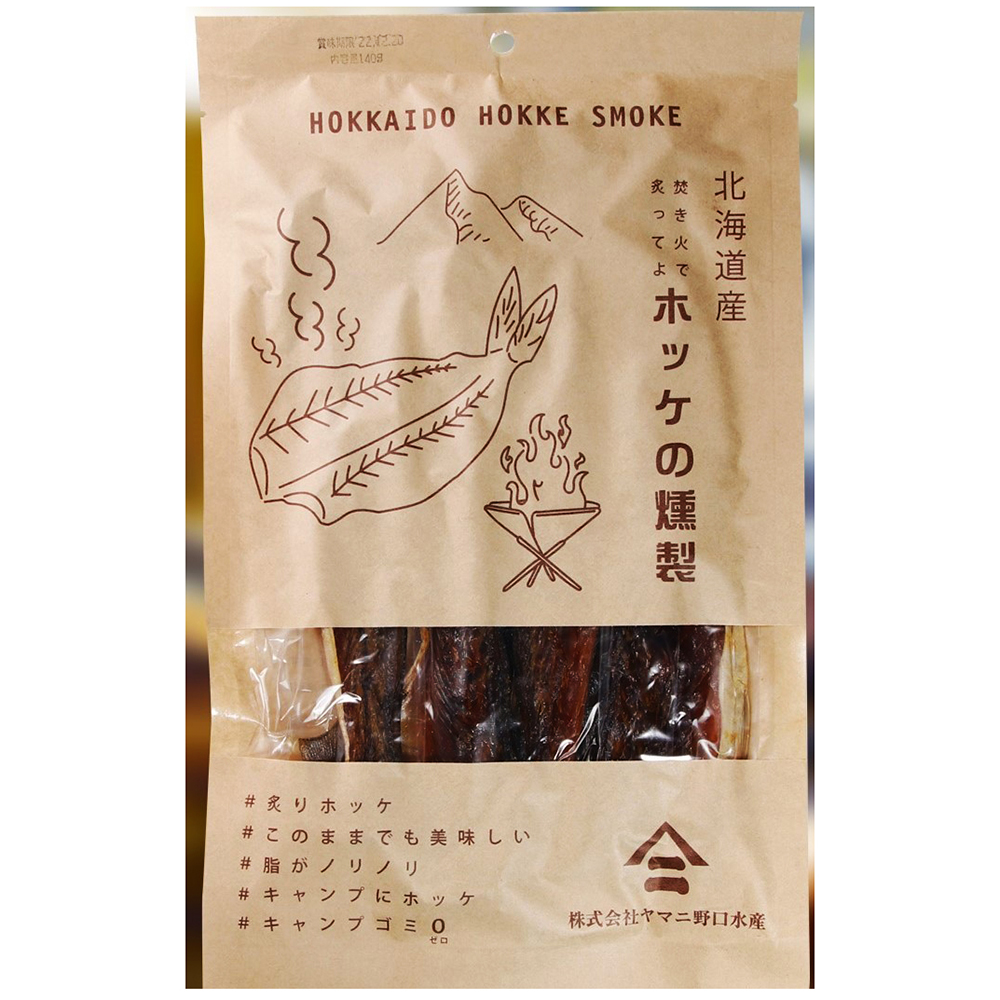 賞味期限'22.12.20
内容量140g
HOKKAIDO HOKKE SMOKE
北海道産
焚き火で
炙ってよ
ホッケの燻製
#炙りホッケ
#このままでも美味しい
#脂がノリノリ
#キャンプにホッケ
#キャンプゴミ0
ゼロ
株式会社ヤマニ野口水産